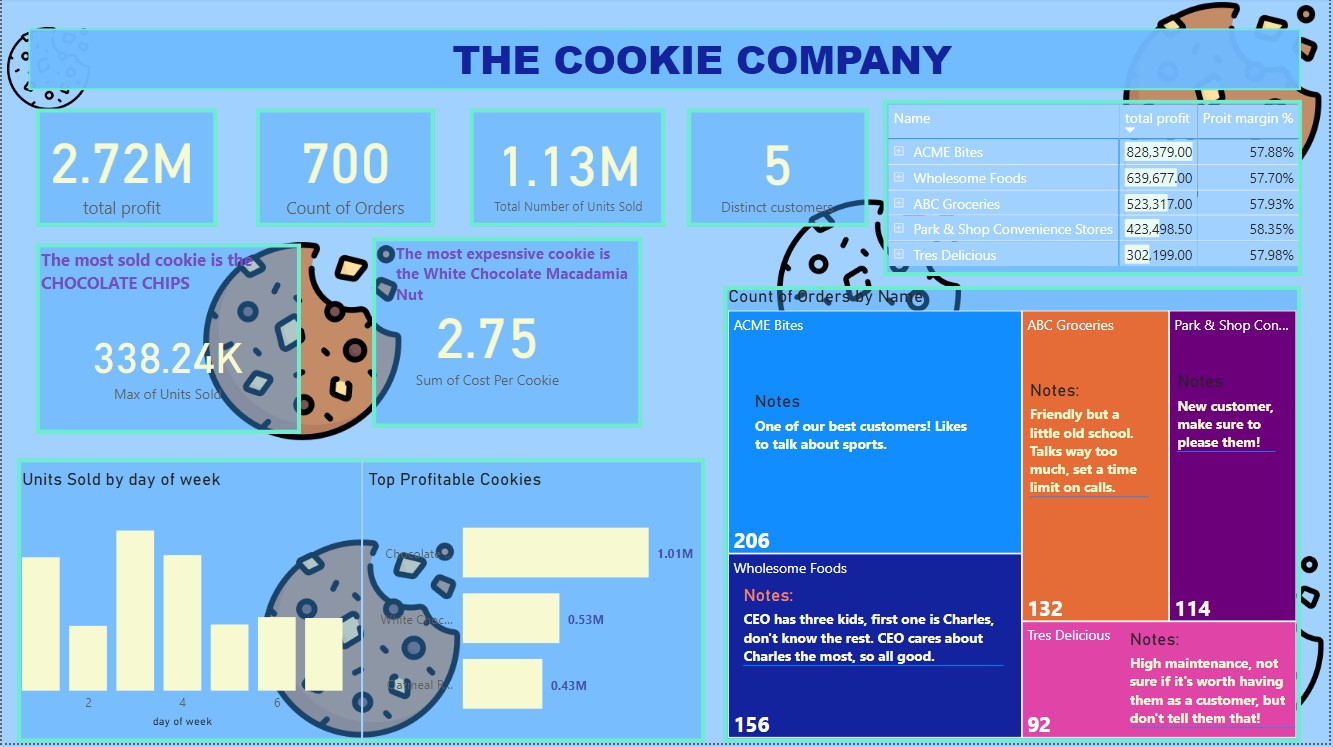 THE COOKIE COMPANY
2.72M
total profit
700
Count of Orders
1.13M
Total Number of Units Sold
5
Distinct customers
Name total profit Proit margin %
ACME Bites 828,379.00 57.88%
Wholesome Foods 639,677.00 57.70%
ABC Groceries 523,317.00 57.93%
Park & Shop Convenience Stores 423,498.50 58.35%
Tres Delicious 302,199.00 57.98%
The most sold cookie is the
CHOCOLATE CHIPS
338.24K
Max of Units Sold
The most expesnsive cookie is
the White Chocolate Macadamia
Nut
2.75
Sum of Cost Per Cookie
Count of Orders by Name
ACME Bites
Notes
One of our best customers! Likes
to talk about sports.
206
Wholesome Foods
Notes:
CEO has three kids, first one is Charles,
don't know the rest. CEO cares about
Charles the most, so all good.
156
ABC Groceries
Notes:
Friendly but a
little old school.
Talks way too
much, set a time
limit on calls.
132
Park & Shop Con...
Notes:
New customer,
make sure to
please them!
114
Tres Delicious
Notes:
High maintenance, not
sure if it's worth having
them as a customer, but
don't tell them that!
92
Units Sold by day of week
2 4 6
day of week
Top Profitable Cookies
Chocolate... 1.01M
White Choc... 0.53M
Oatmeal R... 0.43M